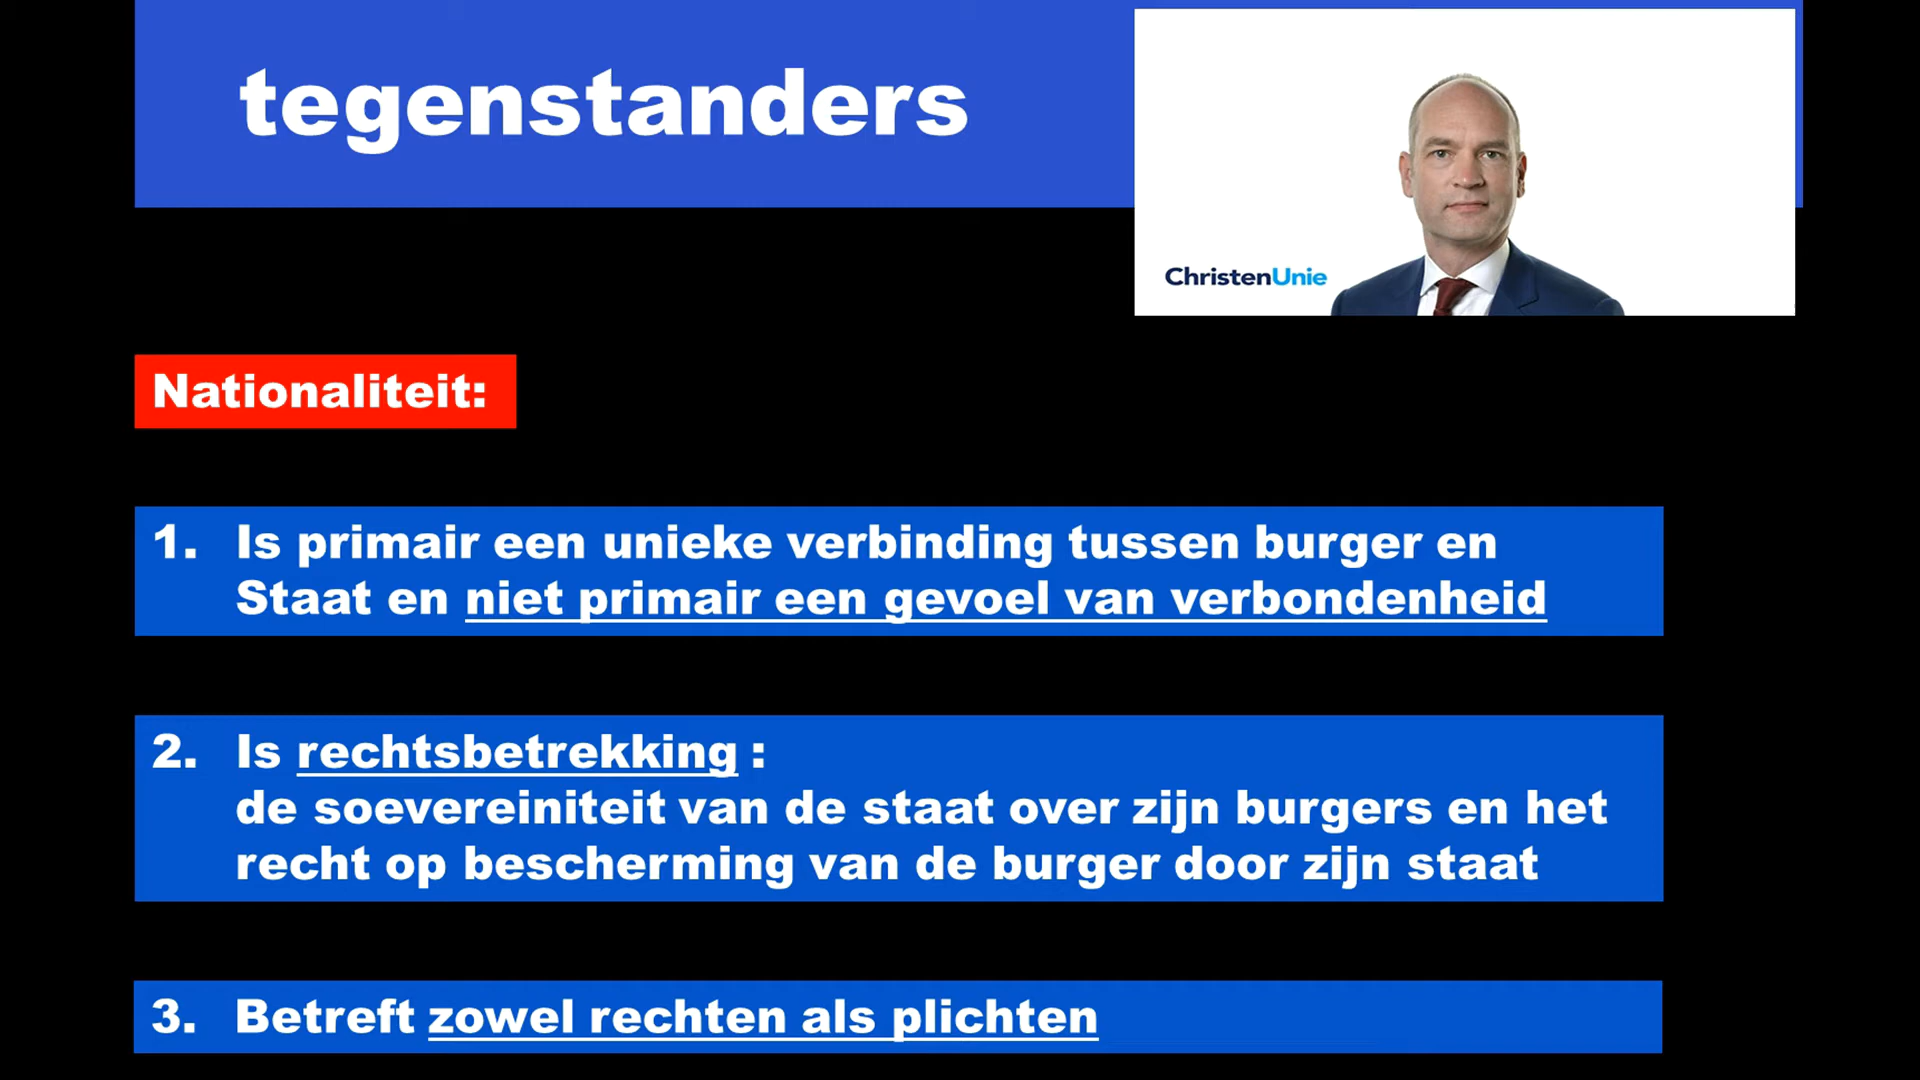 tegenstanders
ChristenUnie
Nationaliteit:
1. Is primair een unieke verbinding tussen burger en
Staat en niet primair een gevoel van verbondenheid
2. Is rechtsbetrekking :
de soevereiniteit van de staat over zijn burgers en het
recht op bescherming van de burger door zijn staat
3. Betreft zowel rechten als plichten